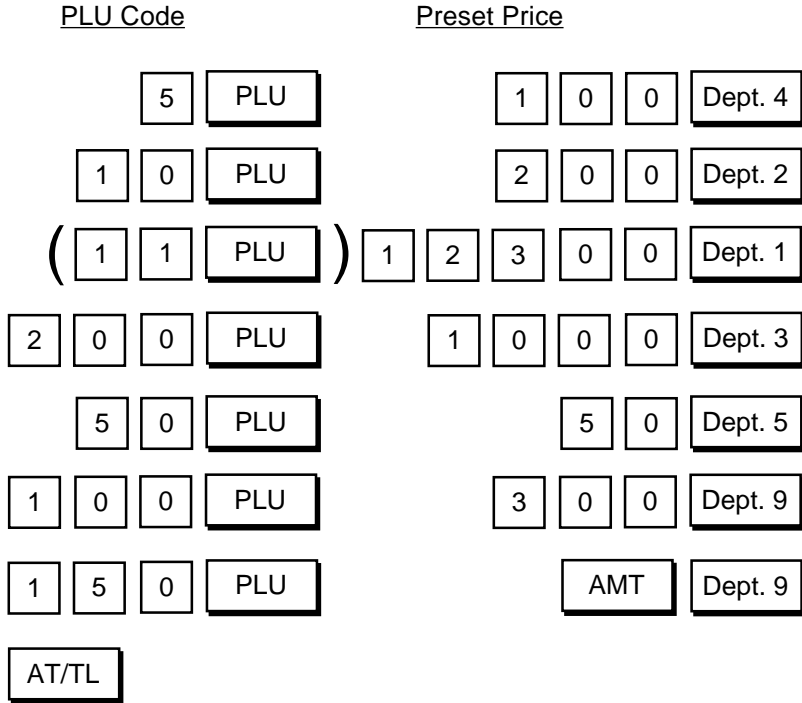 PLU Code Preset Price
5 PLU 1 0 0 Dept. 4
1 0 PLU 2 0 0 Dept. 2
( 1 1 PLU ) 1 2 3 0 0 Dept. 1
2 0 0 PLU 1 0 0 0 Dept. 3
5 0 PLU 5 0 Dept. 5
1 0 0 PLU 3 0 0 Dept. 9
1 5 0 PLU AMT Dept. 9
AT/TL